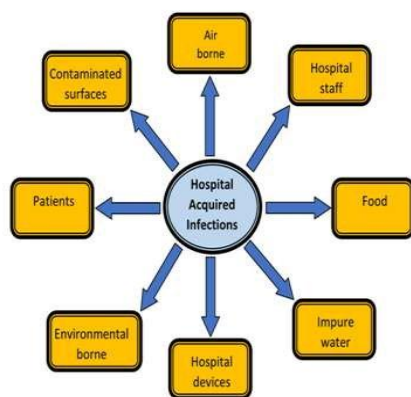 Air
borne
Contaminated
surfaces
Hospital
staff
Patients
Hospital
Acquired
Infections
Food
Environmental
borne
Impure
water
Hospital
devices